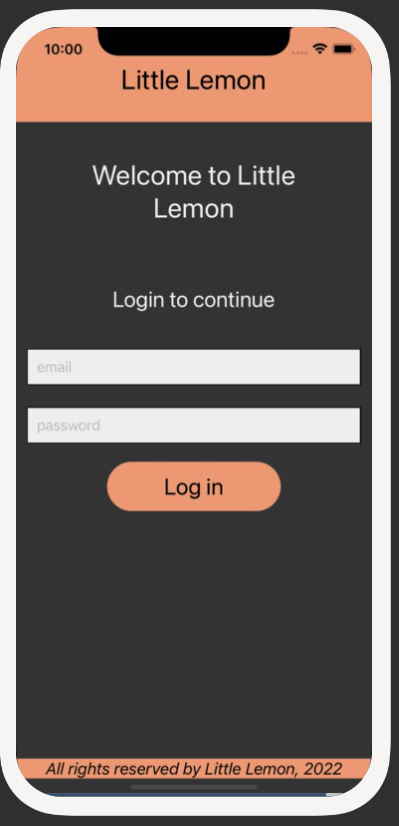 10:00
Little Lemon
Welcome to Little
Lemon
Login to continue
email
password
Log in
All rights reserved by Little Lemon, 2022